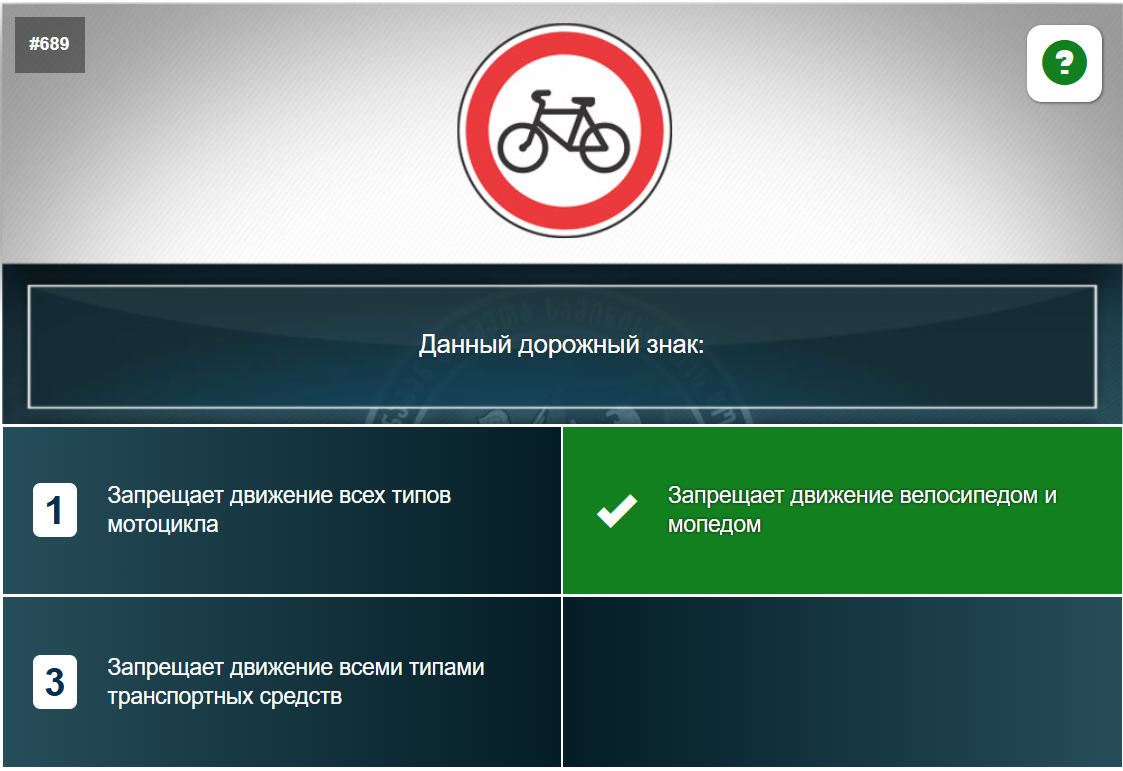 #689
?
Данный дорожный знак:
1
Запрещает движение всех типов
мотоцикла
Запрещает движение велосипедом и
мопедом
3
Запрещает движение всеми типами
транспортных средств